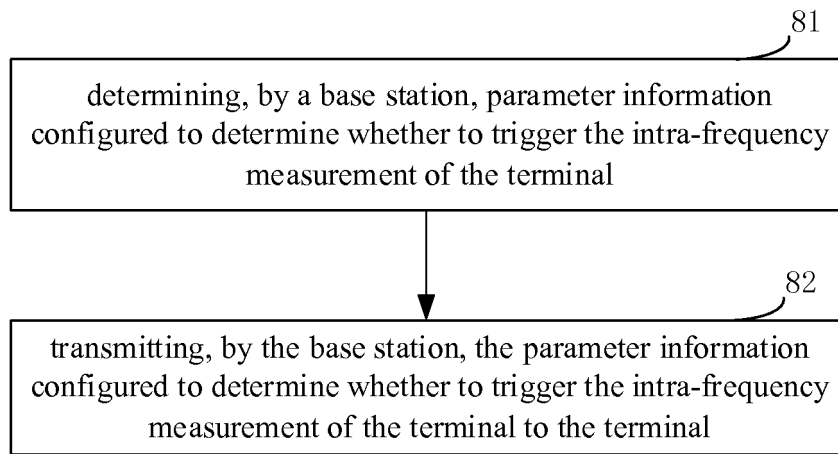 81
determining, by a base station, parameter information
configured to determine whether to trigger the intra-frequency
measurement of the terminal
82
transmitting, by the base station, the parameter information
configured to determine whether to trigger the intra-frequency
measurement of the terminal to the terminal